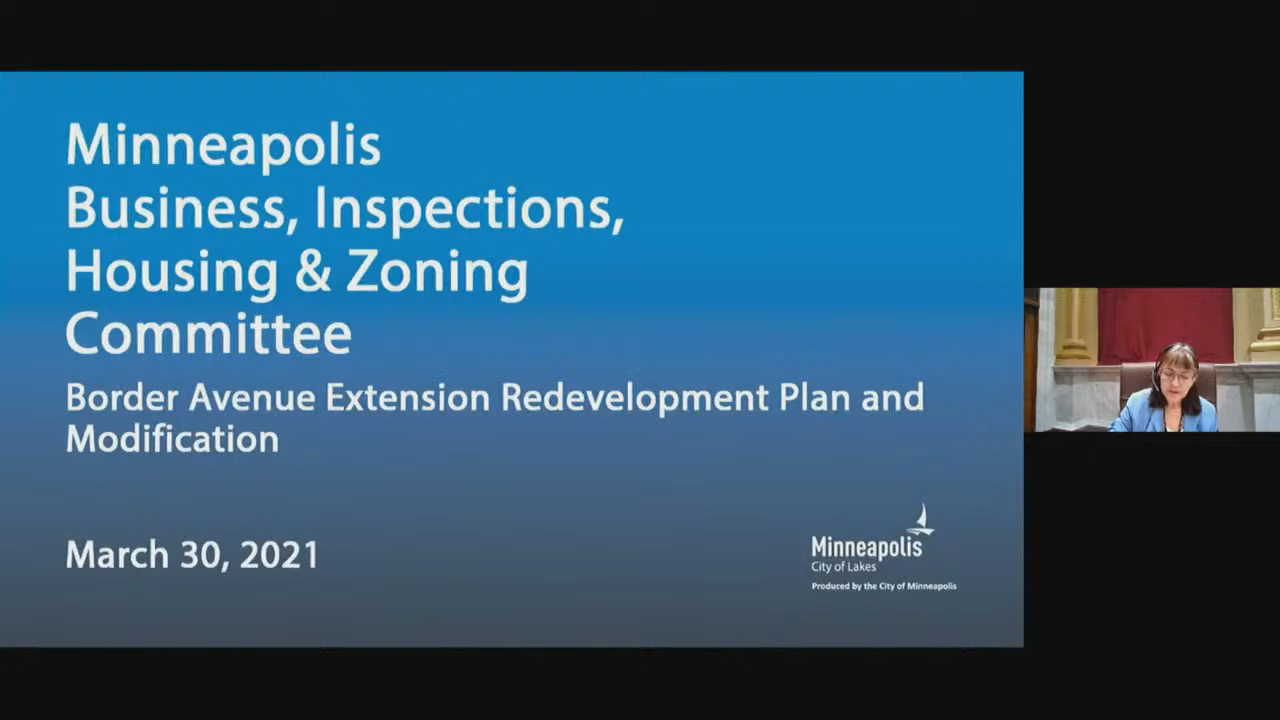 Minneapolis
Business, Inspections,
Housing & Zoning
Committee
Border Avenue Extension Redevelopment Plan and
Modification
March 30, 2021
Minneapolis
City of Lakes
Produced by the City of Minneapolis